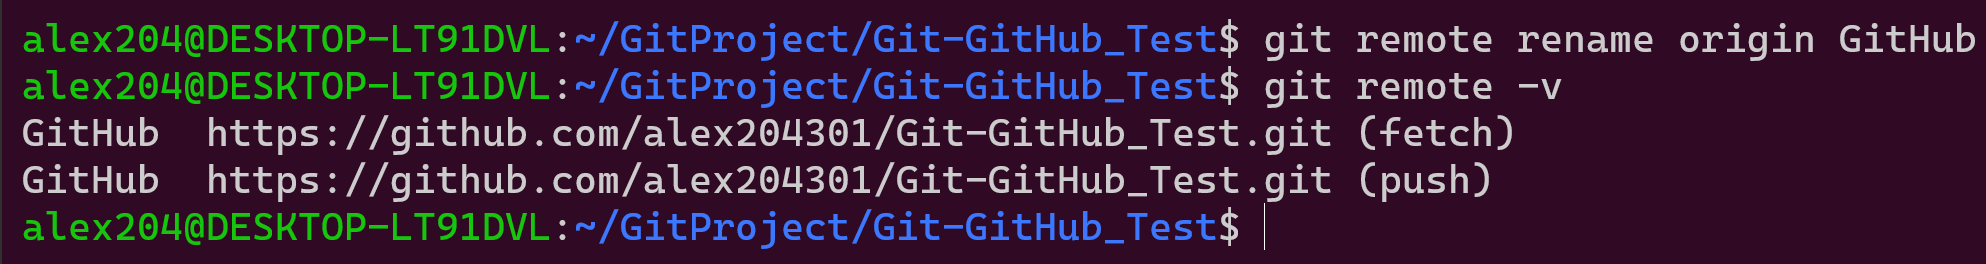 alex204@DESKTOP-LT91DVL:~/GitProject/Git-GitHub_Test$ git remote rename origin GitHub
alex204@DESKTOP-LT91DVL:~/GitProject/Git-GitHub_Test$ git remote -v
GitHub  https://github.com/alex204301/Git-GitHub_Test.git (fetch)
GitHub  https://github.com/alex204301/Git-GitHub_Test.git (push)
alex204@DESKTOP-LT91DVL:~/GitProject/Git-GitHub_Test$